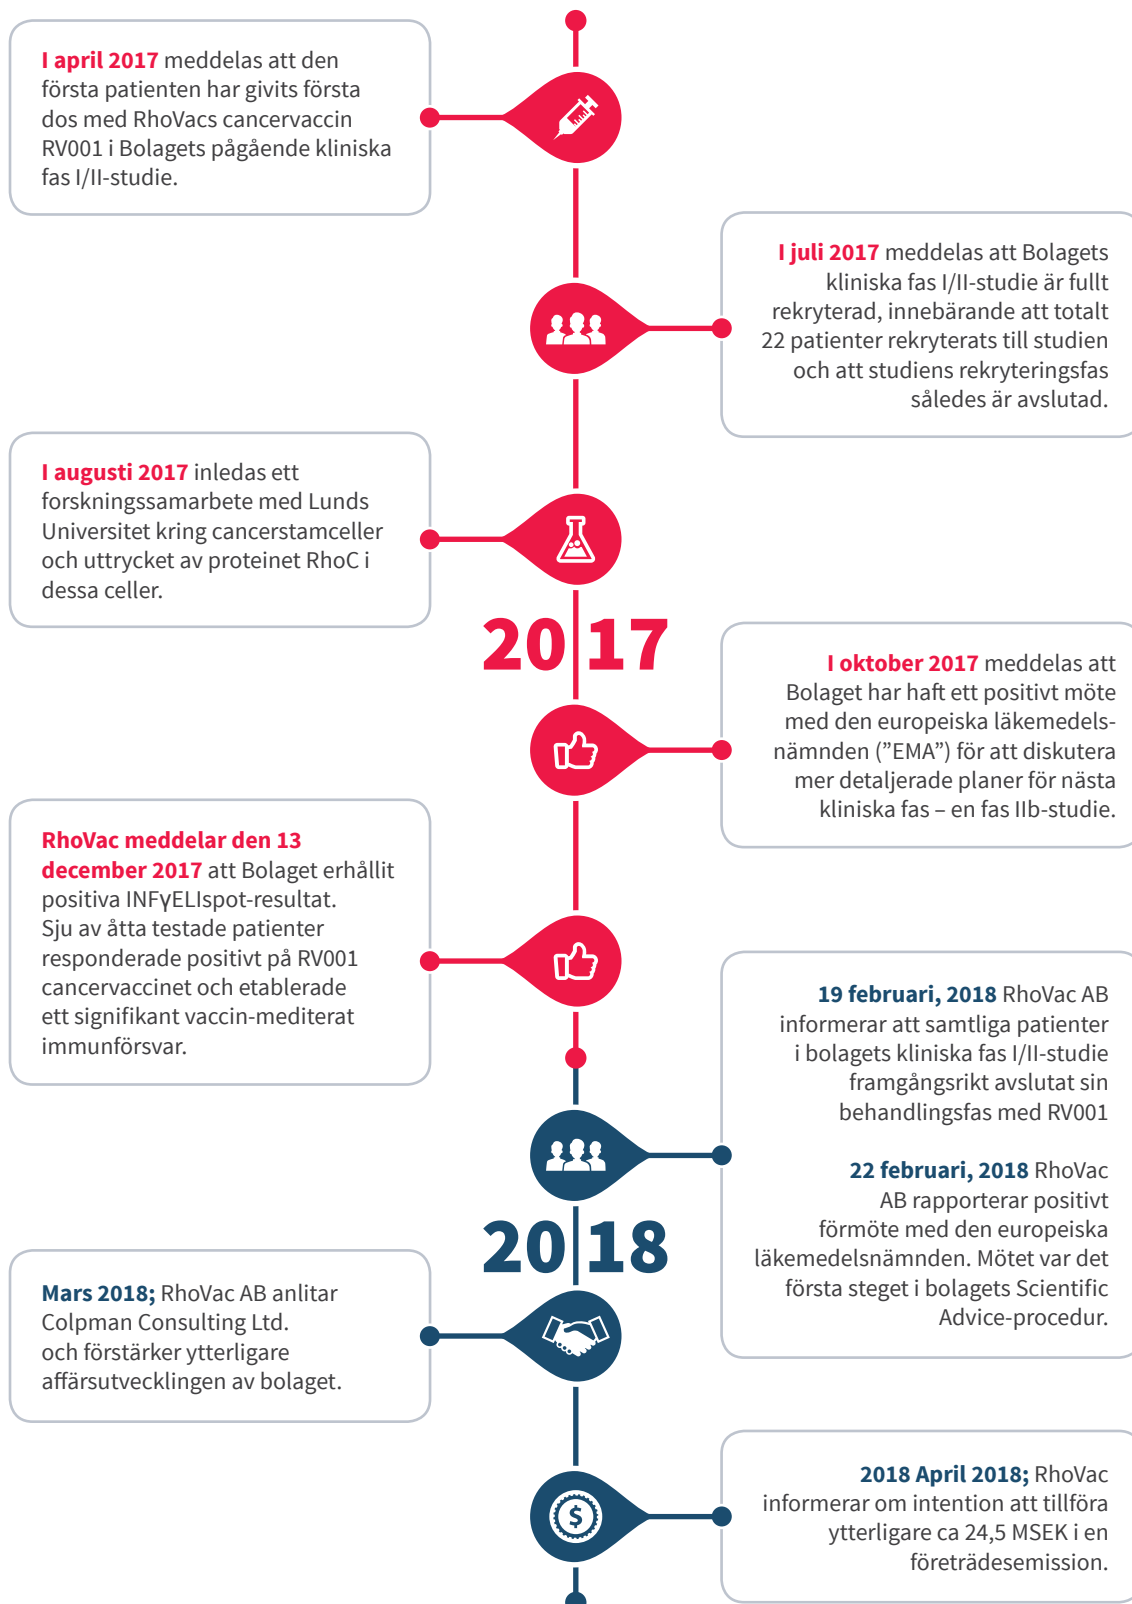 I april 2017 meddelas att den
första patienten har givits första
dos med RhoVacs cancervaccin
RV001 i Bolagets pågående kliniska
fas I/II-studie.
I juli 2017 meddelas att Bolagets
kliniska fas I/II-studie är fullt
rekryterad, innebärande att totalt
22 patienter rekryterats till studien
och att studiens rekryteringsfas
således är avslutad.
I augusti 2017 inledas ett
forskningssamarbete med Lunds
Universitet kring cancerstamceller
och uttrycket av proteinet RhoC i
dessa celler.
2017
I oktober 2017 meddelas att
Bolaget har haft ett positivt möte
med den europeiska läkemedels-
nämnden (”EMA”) för att diskutera
mer detaljerade planer för nästa
kliniska fas – en fas IIb-studie.
RhoVac meddelar den 13
december 2017 att Bolaget erhållit
positiva INFγELIspot-resultat.
Sju av åtta testade patienter
responderade positivt på RV001
cancervaccinet och etablerade
ett signifikant vaccin-mediterat
immunförsvar.
19 februari, 2018 RhoVac AB
informerar att samtliga patienter
i bolagets kliniska fas I/II-studie
framgångsrikt avslutat sin
behandlingsfas med RV001
22 februari, 2018 RhoVac
AB rapporterar positivt
förmöte med den europeiska
läkemedelsnämnden. Mötet var det
första steget i bolagets Scientific
Advice-procedur.
2018
Mars 2018; RhoVac AB anlitar
Colpman Consulting Ltd.
och förstärker ytterligare
affärsutvecklingen av bolaget.
2018 April 2018; RhoVac
informerar om intention att tillföra
ytterligare ca 24,5 MSEK i en
företrädesemission.
$